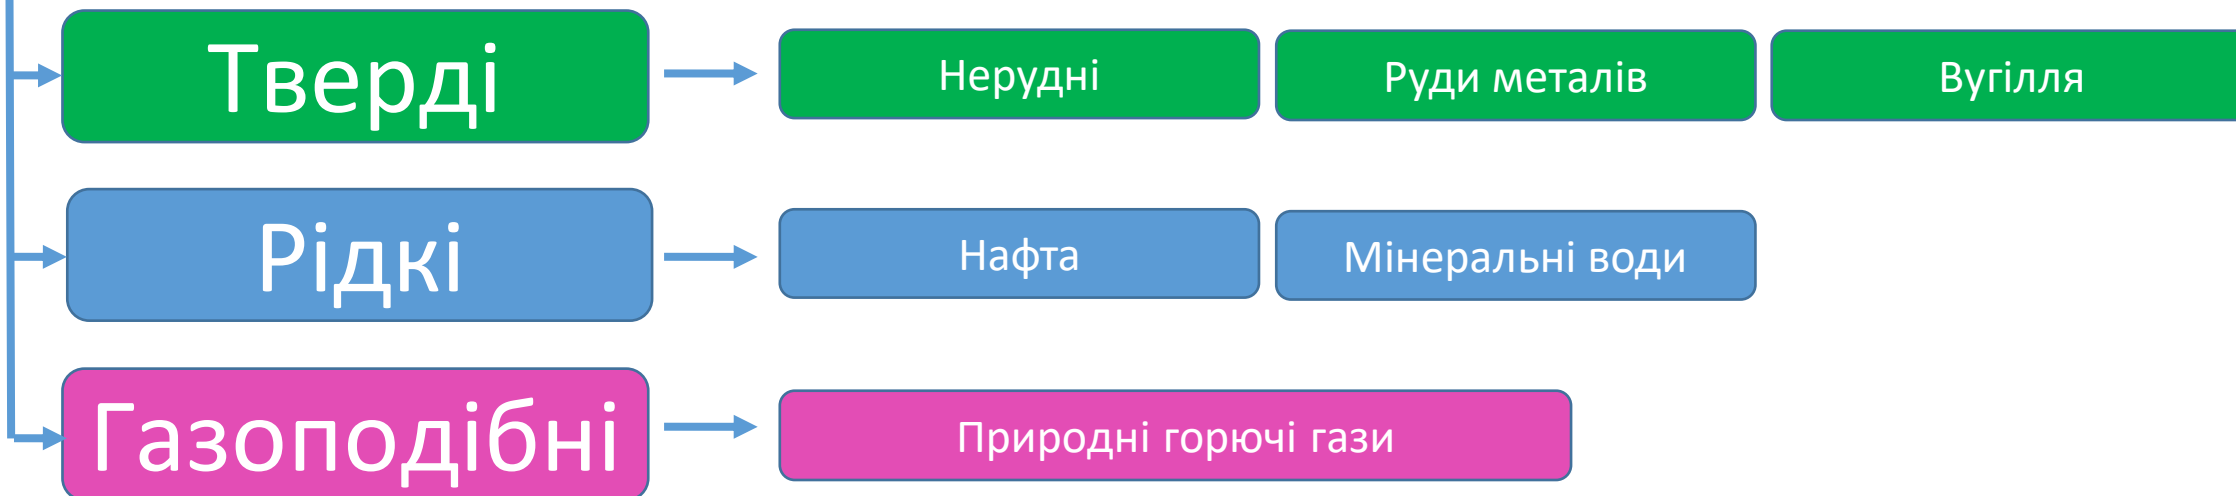 Тверді
Нерудні
Руди металів
Вугілля
Рідкі
Нафта
Мінеральні води
Газоподібні
Природні горючі гази